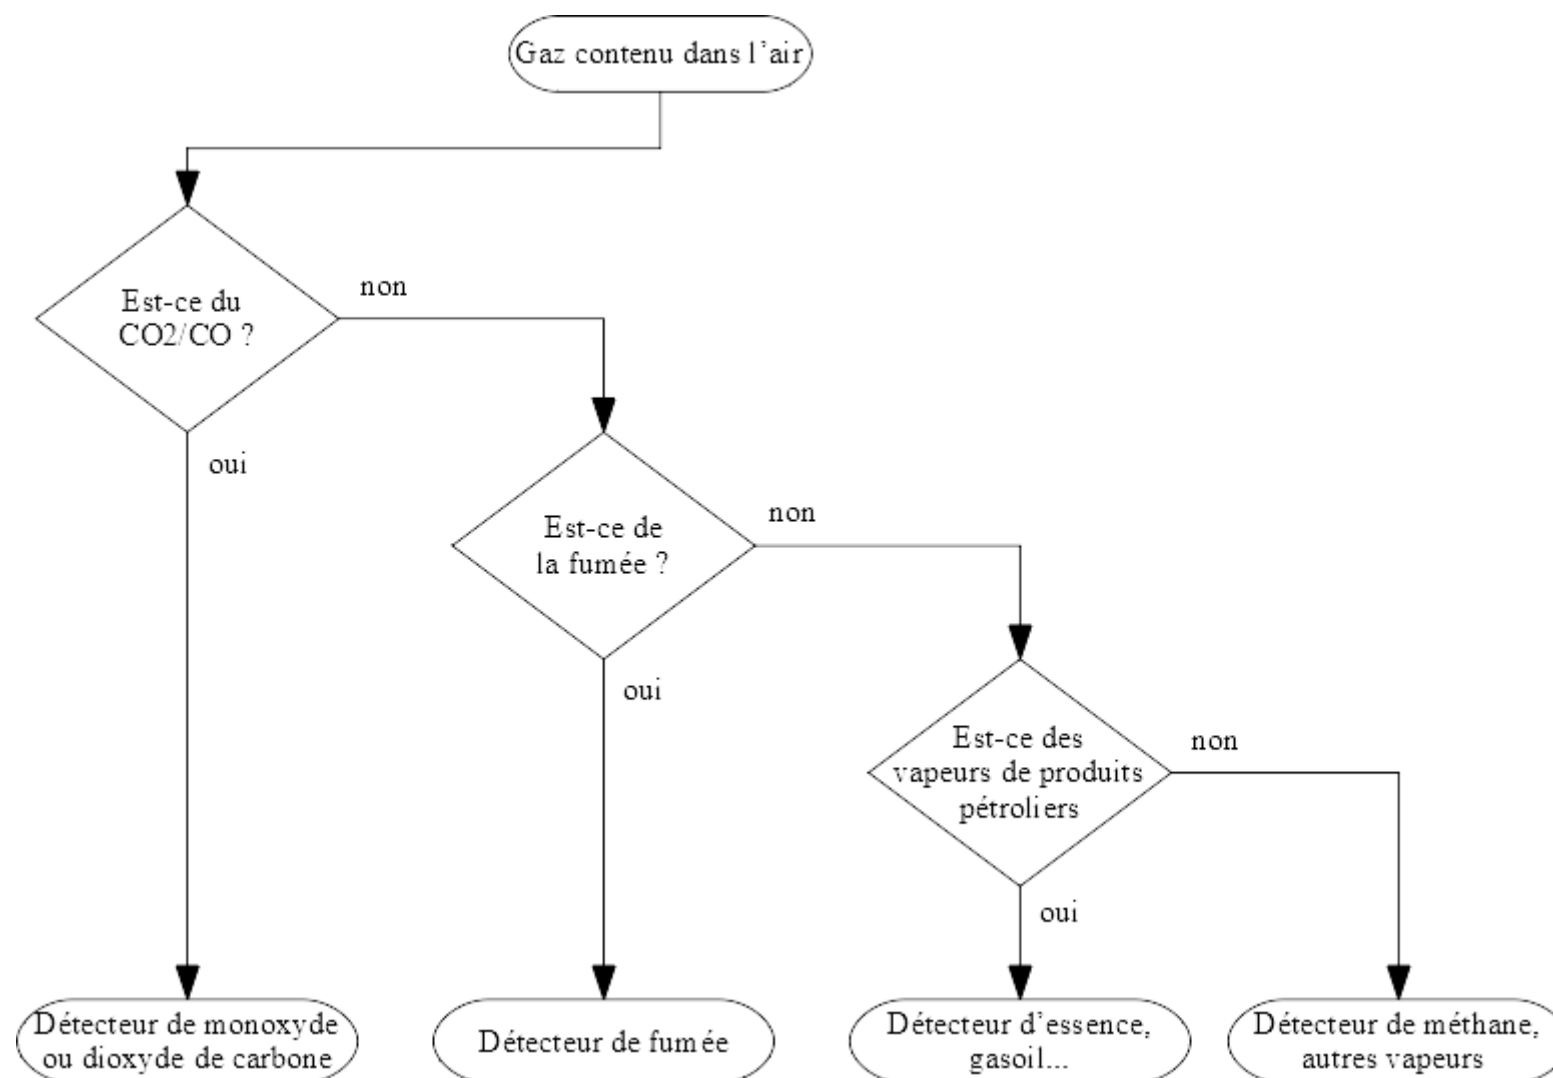 Gaz contenu dans l'air
Est-ce du
CO2/CO ?
non
oui
Est-ce de
la fumée ?
non
oui
Est-ce des
vapeurs de produits
pétroliers
non
oui
Détecteur de monoxyde
ou dioxyde de carbone
Détecteur de fumée
Détecteur d'essence,
gasoil...
Détecteur de méthane,
autres vapeurs